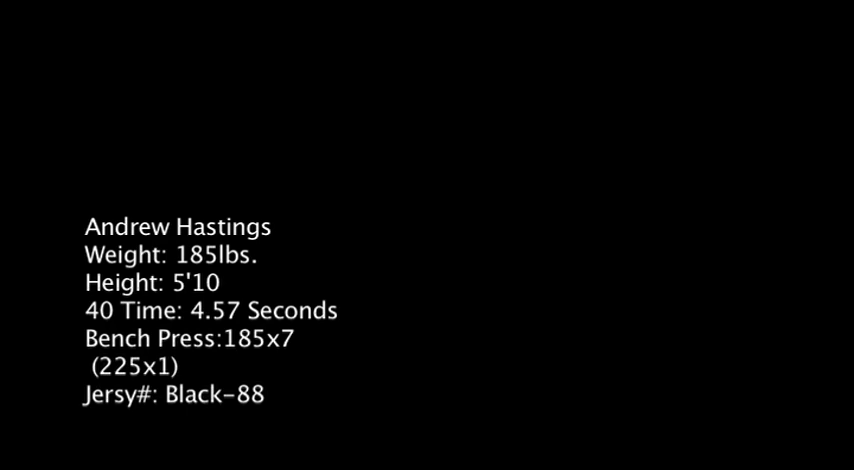 Andrew Hastings
Weight: 185lbs.
Height: 5'10
40 Time: 4.57 Seconds
Bench Press:185x7
(225x1)
Jersy#: Black-88